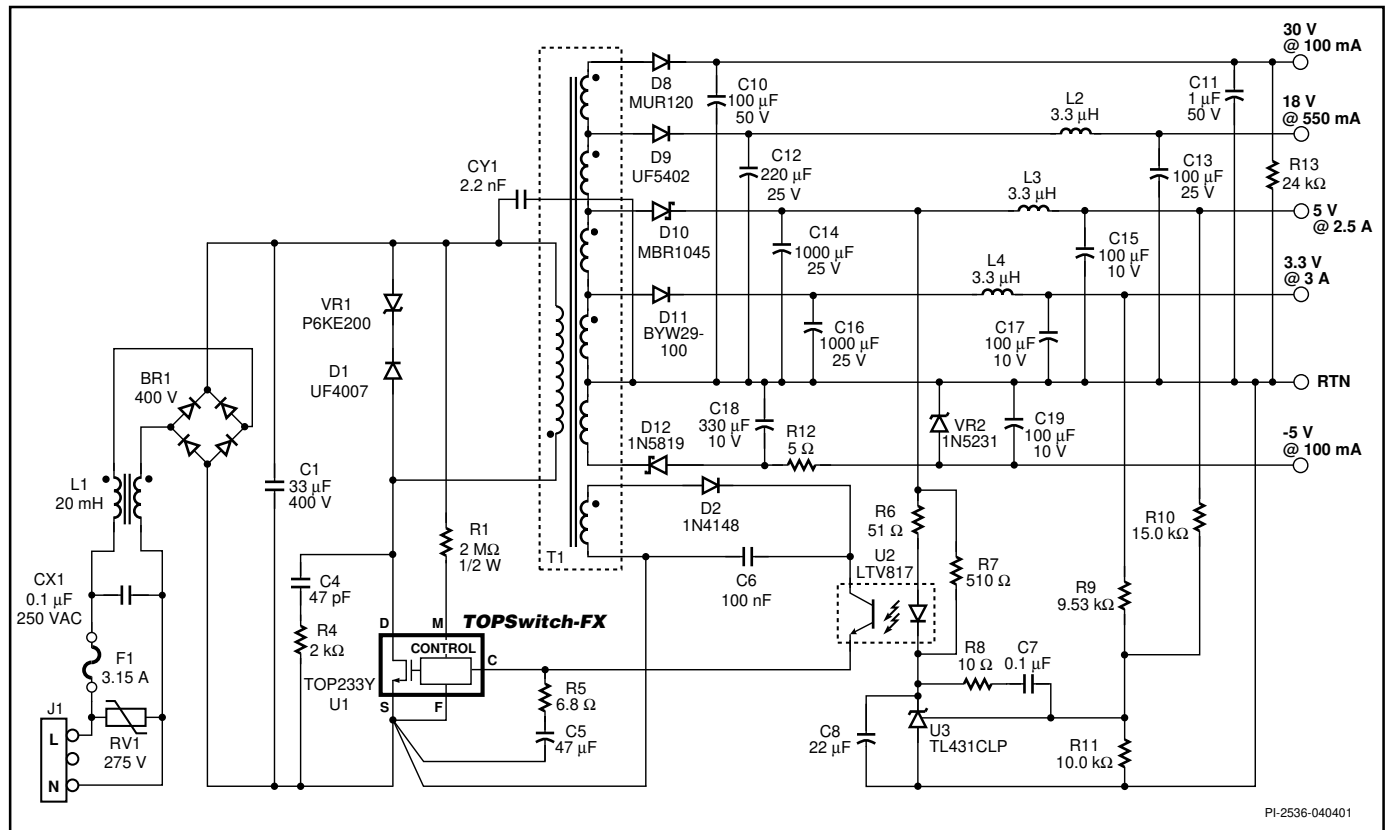 30 V
@ 100 mA
D8
MUR120
C10
100 µF
50 V
C11
1 µF
50 V
L2
3.3 µH
18 V
@ 550 mA
D9
UF5402
C12
220 µF
25 V
C13
100 µF
25 V
R13
24 kΩ
CY1
2.2 nF
L3
3.3 µH
5 V
@ 2.5 A
D10
MBR1045
C14
1000 µF
25 V
C15
100 µF
10 V
L4
3.3 µH
3.3 V
@ 3 A
D11
BYW29-
100
C16
1000 µF
25 V
C17
100 µF
10 V
VR1
P6KE200
D1
UF4007
BR1
400 V
RTN
C18
330 µF
10 V
R12
5 Ω
VR2
1N5231
C19
100 µF
10 V
D12
1N5819
-5 V
@ 100 mA
L1
20 mH
C1
33 µF
400 V
D2
1N4148
R1
2 MΩ
1/2 W
T1
C6
100 nF
R6
51 Ω
U2
LTV817
R7
510 Ω
R10
15.0 kΩ
R9
9.53 kΩ
CX1
0.1 µF
250 VAC
C4
47 pF
R4
2 kΩ
D
M
TOPSwitch-FX
CONTROL
C
TOP233Y
U1
S
F
R5
6.8 Ω
C5
47 µF
R8
10 Ω
C7
0.1 µF
C8
22 µF
U3
TL431CLP
R11
10.0 kΩ
F1
3.15 A
J1
L
N
RV1
275 V
PI-2536-040401